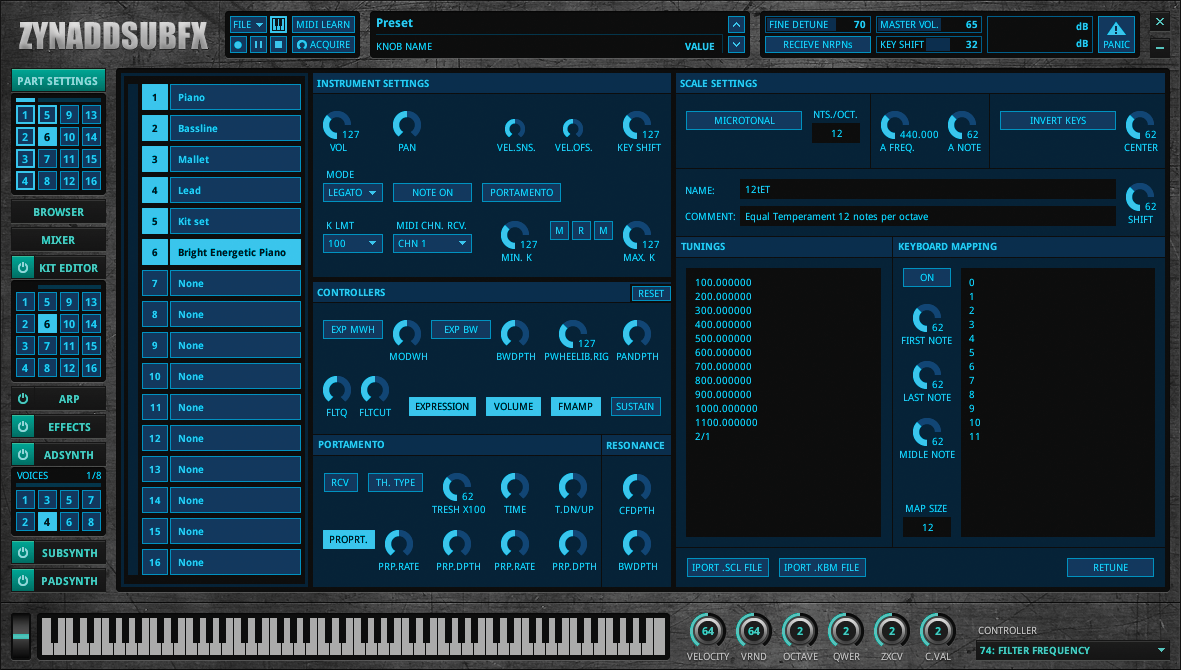 ZYNADDSUBFX
FILE
MIDI LEARN
ACQUIRE
Preset
KNOB NAME VALUE
FINE DETUNE 70
MASTER VOL. 65
RECIEVE NRPNs
KEY SHIFT 32
dB
dB
PANIC
PART SETTINGS
1 5 9 13
2 6 10 14
3 7 11 15
4 8 12 16
BROWSER
MIXER
KIT EDITOR
1 5 9 13
2 6 10 14
3 7 11 15
4 8 12 16
ARP
EFFECTS
ADSYNTH
VOICES 1/8
1 3 5 7
2 4 6 8
SUBSYNTH
PADSYNTH
1 Piano
2 Bassline
3 Mallet
4 Lead
5 Kit set
6 Bright Energetic Piano
7 None
8 None
9 None
10 None
11 None
12 None
13 None
14 None
15 None
16 None
INSTRUMENT SETTINGS
127 127
VOL PAN VEL.SNS. VEL.OFS. KEY SHIFT
MODE
LEGATO NOTE ON PORTAMENTO
K LMT MIDI CHN. RCV.
100 CHN 1
127 M R M 127
MIN. K MAX. K
CONTROLLERS RESET
EXP MWH EXP BW
127
MODWH BWDPTH PWHEELIB.RIG PANDPTH
FLTQ FLTCUT
EXPRESSION VOLUME FMAMP SUSTAIN
PORTAMENTO
RCV TH. TYPE
62
TRESH X100 TIME T.DN/UP
PROPRT.
PRP.RATE PRP.DPTH PRP.RATE PRP.DPTH
RESONANCE
CFDPTH
BWDPTH
SCALE SETTINGS
MICROTONAL
NTS./OCT.
12
440.000 62
A FREQ. A NOTE
INVERT KEYS
62
CENTER
NAME: 12tET
COMMENT: Equal Temperament 12 notes per octave
62
SHIFT
TUNINGS
100.000000
200.000000
300.000000
400.000000
500.000000
600.000000
700.000000
800.000000
900.000000
1000.000000
1100.000000
2/1
KEYBOARD MAPPING
ON
62
FIRST NOTE
62
LAST NOTE
62
MIDLE NOTE
MAP SIZE
12
0
1
2
3
4
5
6
7
8
9
10
11
IPORT .SCL FILE IPORT .KBM FILE RETUNE
64 64 2 2 2 2
VELOCITY VRND OCTAVE QWER ZXCV C.VAL
CONTROLLER
74: FILTER FREQUENCY